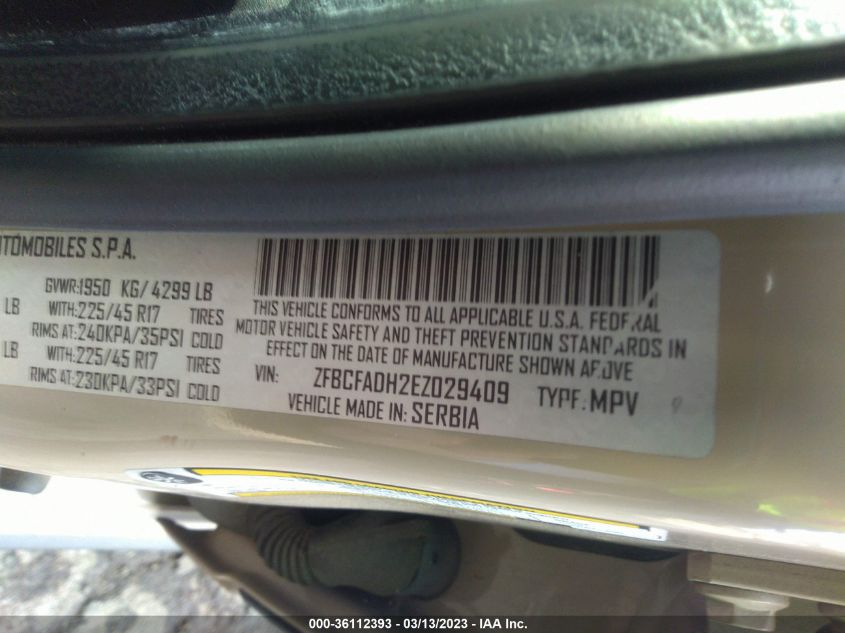 UTOMOBILES S.P.A.
GVWR:1950 KG/ 4299 LB
LB WITH:225/45 R17 TIRES
RIMS AT:240KPA/35PSI COLD
LB WITH:225/45 R17 TIRES
RIMS AT:230KPA/33PSI COLD
THIS VEHICLE CONFORMS TO ALL APPLICABLE U.S.A. FEDERAL
MOTOR VEHICLE SAFETY AND THEFT PREVENTION STANDARDS IN
EFFECT ON THE DATE OF MANUFACTURE SHOWN ABOVE
VIN: ZFBCFADH2EZ029409 TYPE: MPV
VEHICLE MADE IN: SERBIA
000-36112393 - 03/13/2023 - IAA Inc.